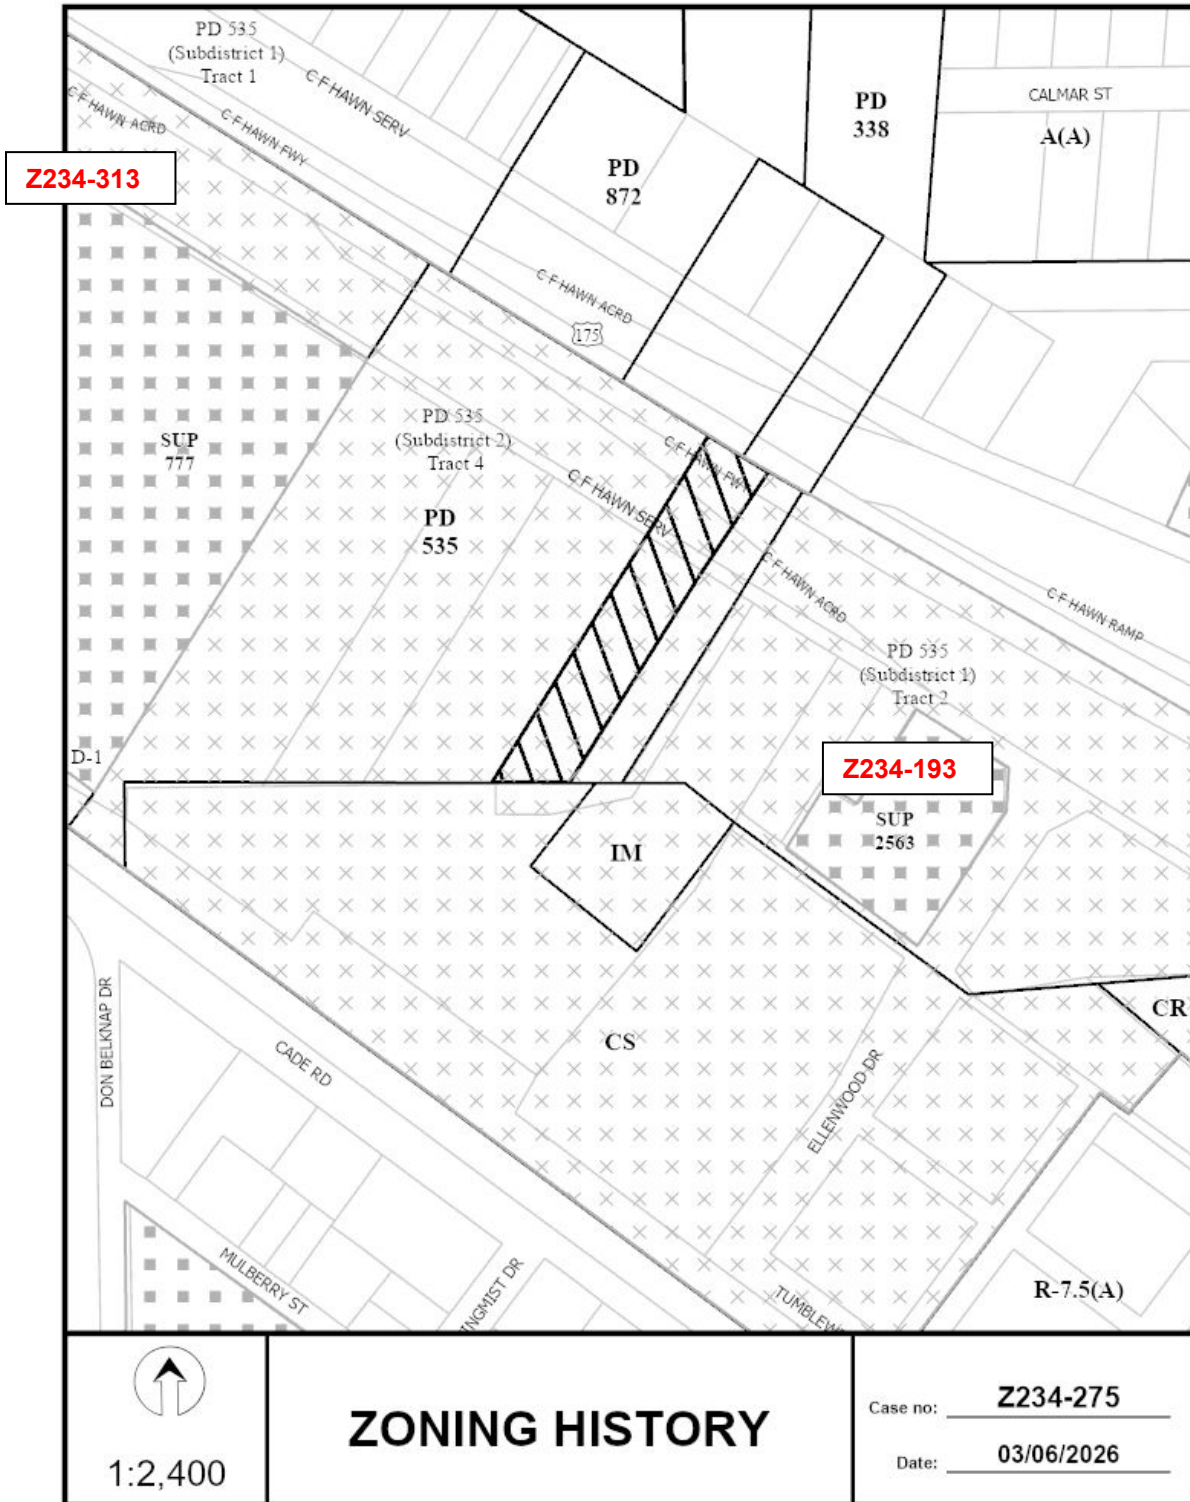 PD 535
(Subdistrict 1)
Tract 1
C F HAWN SERV
C F HAWN ACRD
C F HAWN FWY
PD
338
CALMAR ST
A(A)
Z234-313
PD
872
C F HAWN ACRD
175
SUP
777
PD 535
(Subdistrict 2)
Tract 4
C F HAWN FWY
C F HAWN SERV
PD
535
C F HAWN ACRD
C F HAWN RAMP
PD 535
(Subdistrict 1)
Tract 2
D-1
Z234-193
SUP
2563
IM
CR
CS
DON BELKNAP DR
CADE RD
ELLENWOOD DR
MULBERRY ST
INGMIST DR
TUMBLEW
R-7.5(A)
1:2,400
ZONING HISTORY
Case no: Z234-275
Date: 03/06/2026